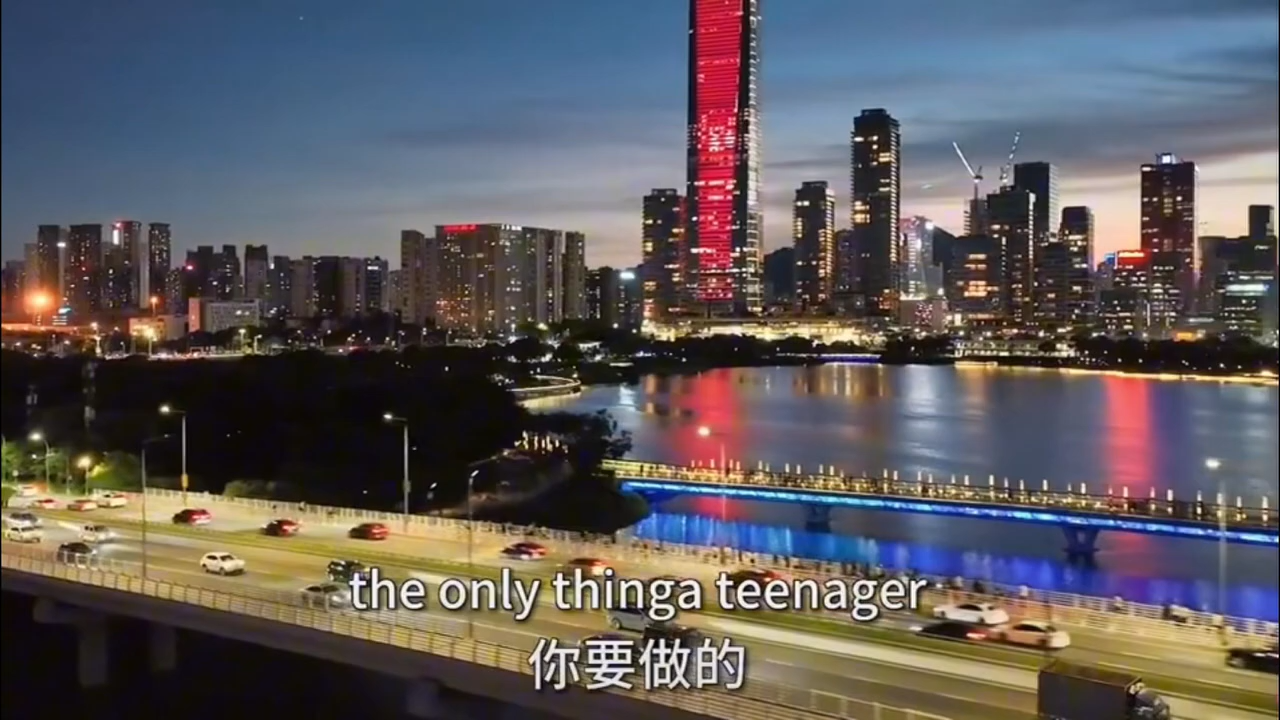 the only thinga teenager
你要做的